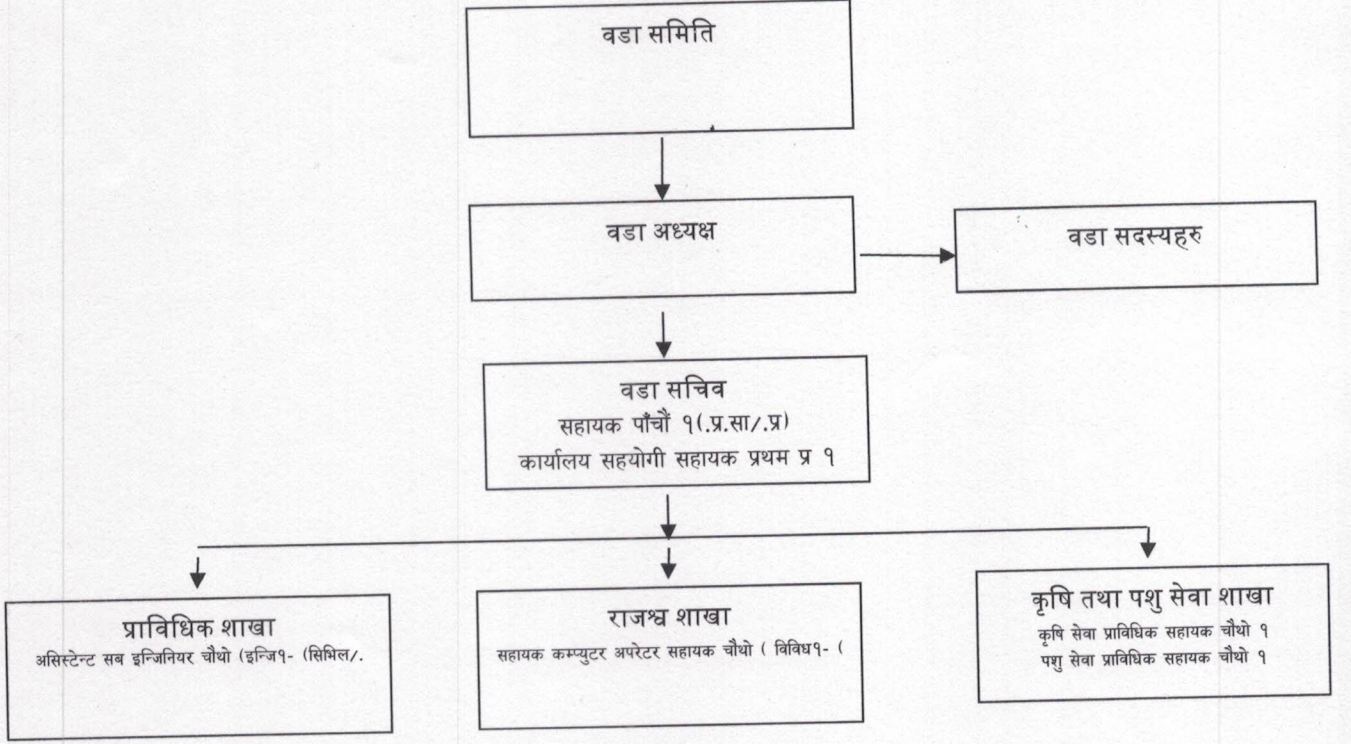 वडा समिति
वडा अध्यक्ष
वडा सदस्यहरु
वडा सचिव
सहायक पाँचौं १(.प्र.सा/.प्र)
कार्यालय सहयोगी सहायक प्रथम प्र १
प्राविधिक शाखा
असिस्टेन्ट सब इन्जिनियर चौथो (इन्जि१- (सिभिल/.
राजश्व शाखा
सहायक कम्प्युटर अपरेटर सहायक चौथो ( विविध१- (
कृषि तथा पशु सेवा शाखा
कृषि सेवा प्राविधिक सहायक चौथो १
पशु सेवा प्राविधिक सहायक चौथो १